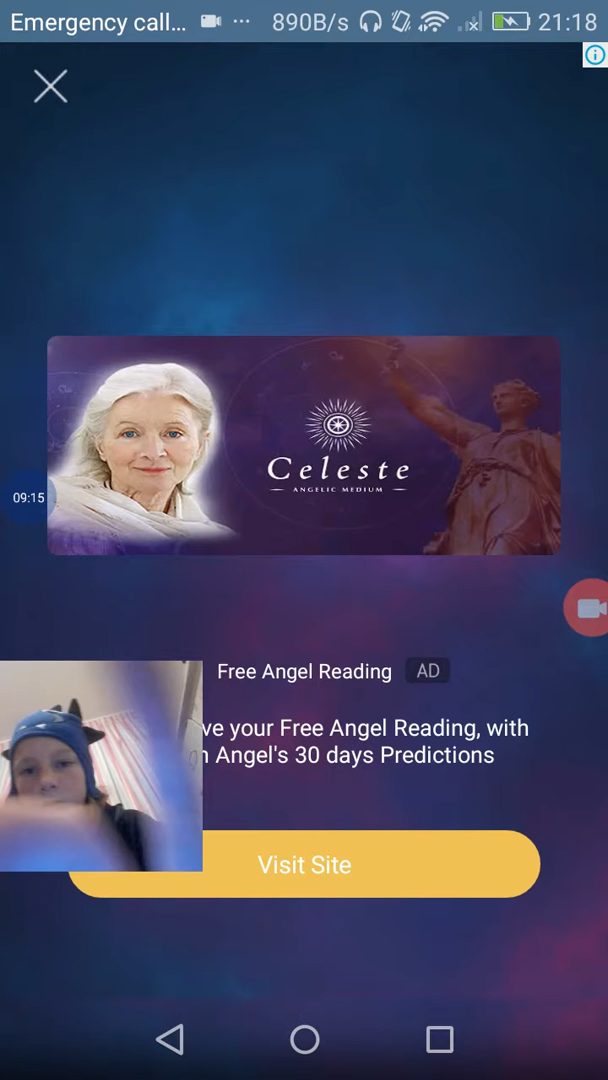 Emergency call... ... 890B/s 21:18
Celeste
ANGELIC MEDIUM
09:15
Free Angel Reading AD
ve your Free Angel Reading, with
n Angel's 30 days Predictions
Visit Site